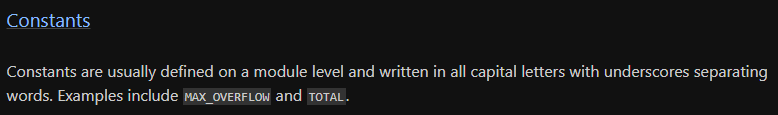 Constants
Constants are usually defined on a module level and written in all capital letters with underscores separating
words. Examples include MAX_OVERFLOW and TOTAL.